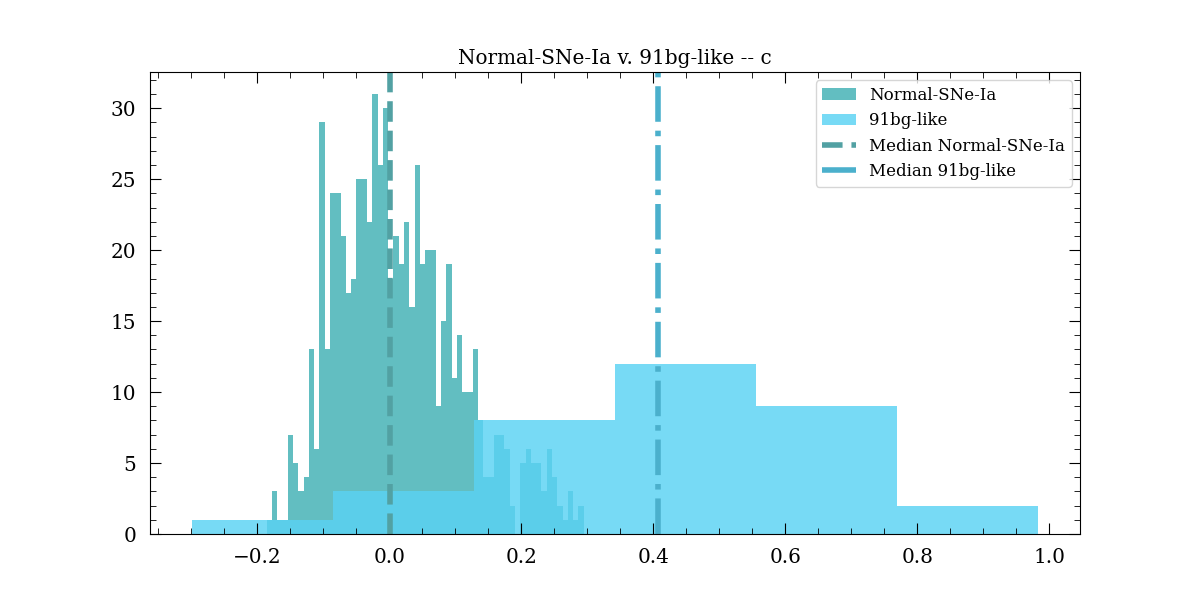 Normal-SNe-Ia v. 91bg-like -- c
30
25
20
15
10
5
0
Normal-SNe-Ia
91bg-like
Median Normal-SNe-Ia
Median 91bg-like
−0.2 0.0 0.2 0.4 0.6 0.8 1.0